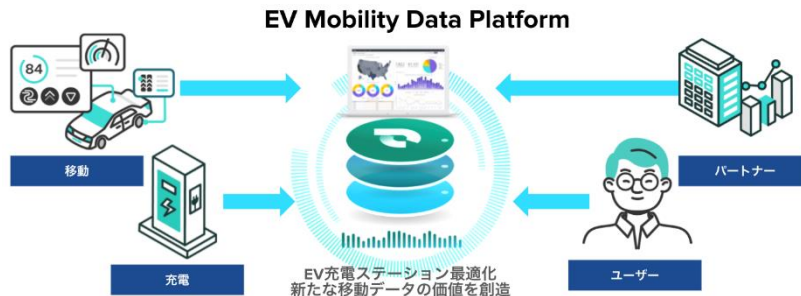 EV Mobility Data Platform
84
移動
パートナー
充電
ユーザー
EV充電ステーション最適化
新たな移動データの価値を創造